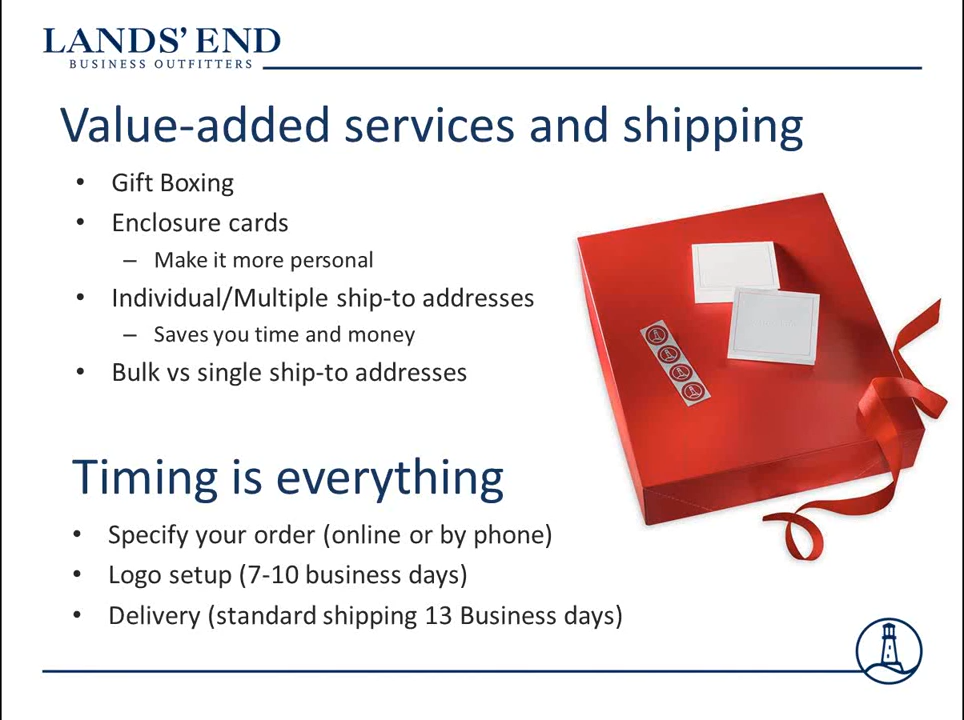 LANDS' END
BUSINESS OUTFITTERS
Value-added services and shipping
• Gift Boxing
• Enclosure cards
– Make it more personal
• Individual/Multiple ship-to addresses
– Saves you time and money
• Bulk vs single ship-to addresses
Timing is everything
• Specify your order (online or by phone)
• Logo setup (7-10 business days)
• Delivery (standard shipping 13 Business days)